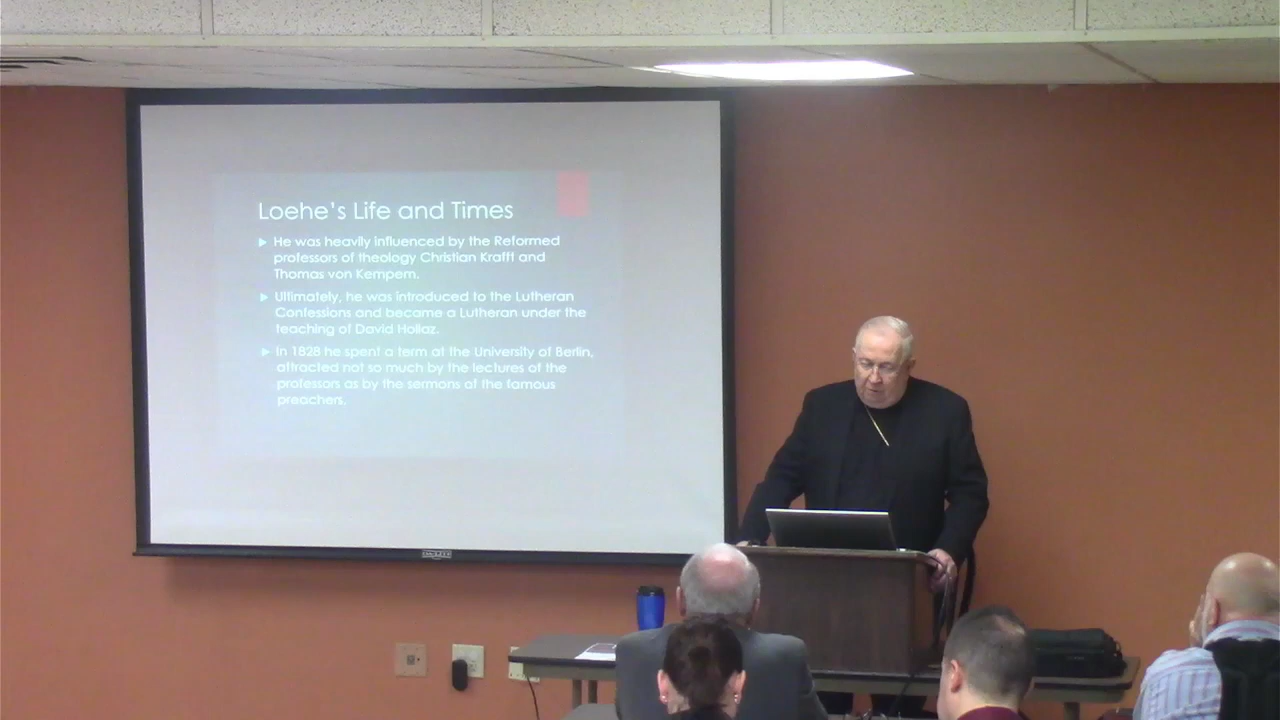 Loehe's Life and Times
He was heavily influenced by the Reformed
professors of theology Christian Krafft and
Thomas von Kempern.
Ultimately, he was introduced to the Lutheran
Confessions and became a Lutheran under the
teaching of David Hollaz.
In 1828 he spent a term at the University of Berlin,
attracted not so much by the lectures of the
professors as by the sermons of the famous
preachers.
DA-LITE